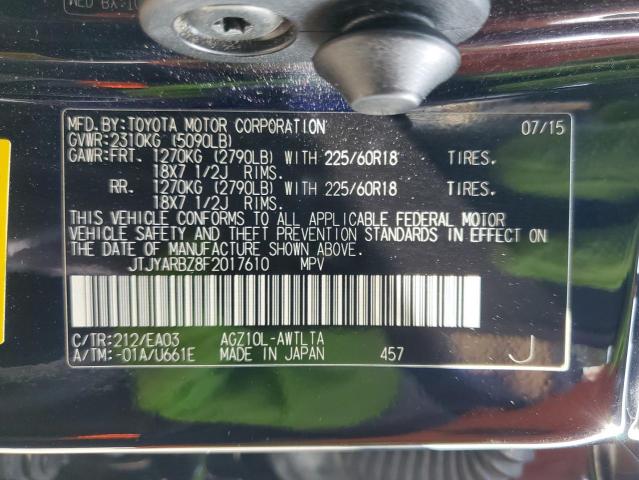 MFD.BY:TOYOTA MOTOR CORPORATION 07/15
GVWR:2310KG (5090LB)
GAWR:FRT. 1270KG (2790LB) WITH 225/60R18 TIRES.
18X7 1/2J RIMS.
RR. 1270KG (2790LB) WITH 225/60R18 TIRES.
18X7 1/2J RIMS.
THIS VEHICLE CONFORMS TO ALL APPLICABLE FEDERAL MOTOR
VEHICLE SAFETY AND THEFT PREVENTION STANDARDS IN EFFECT ON
THE DATE OF MANUFACTURE SHOWN ABOVE.
JTJYARBZ8F2017610 MPV
C/TR:212/EA03 AGZ10L-AWTLTA
A/TM:-01A/U661E MADE IN JAPAN 457 J